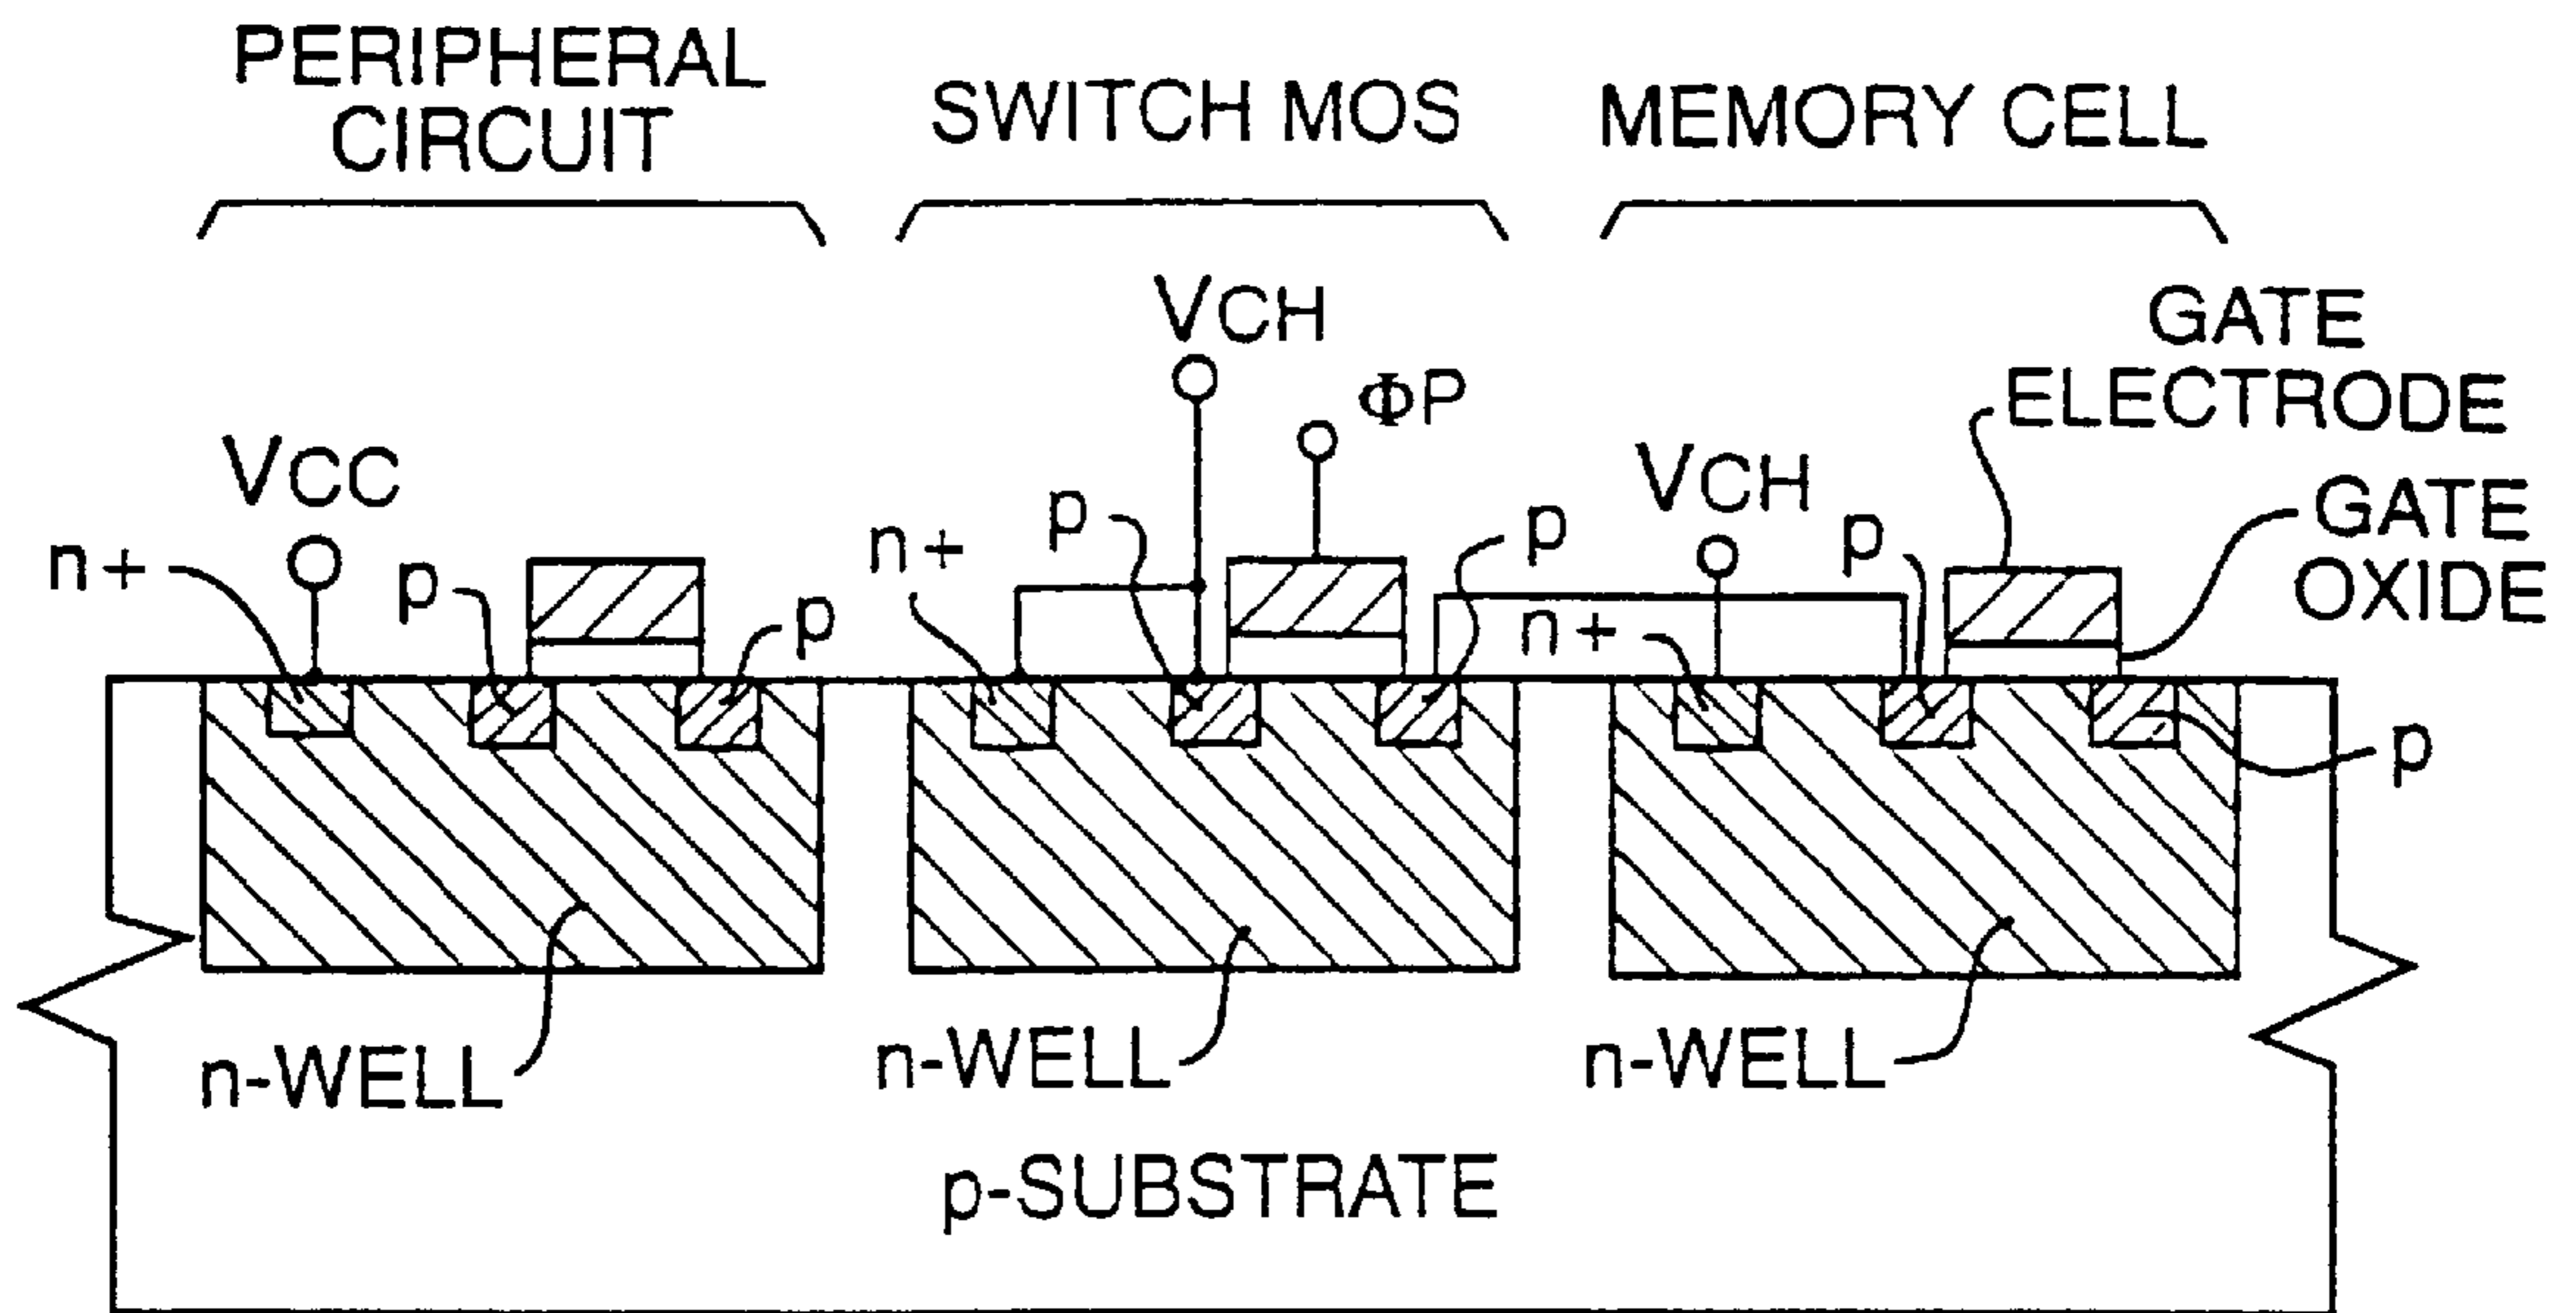 PERIPHERAL
CIRCUIT
SWITCH MOS
MEMORY CELL
VCH
ΦP
GATE
ELECTRODE
VCC
VCH
GATE
OXIDE
n+
p
p
n+
p
p
n+
p
p
n-WELL
n-WELL
n-WELL
p-SUBSTRATE